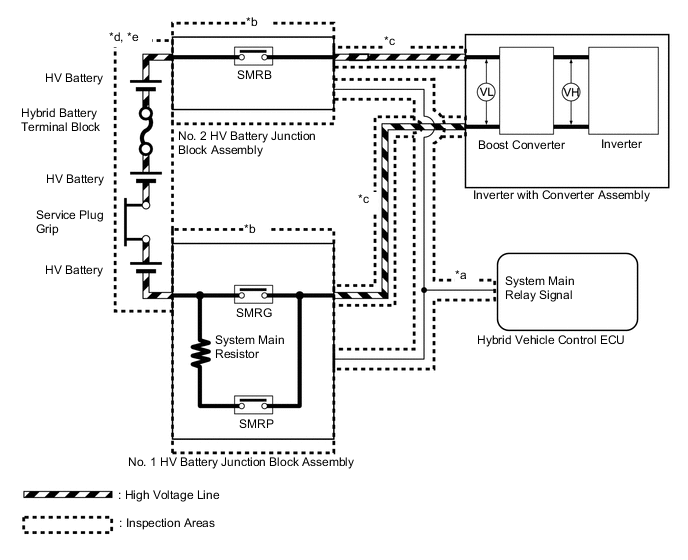 *b
*d, *e
*c
SMRB
HV Battery
VL
VH
Hybrid Battery
Terminal Block
No. 2 HV Battery Junction
Block Assembly
Boost Converter
Inverter
HV Battery
Inverter with Converter Assembly
*c
Service Plug
Grip
*b
HV Battery
*a
System Main
Relay Signal
SMRG
System Main
Resistor
Hybrid Vehicle Control ECU
SMRP
No. 1 HV Battery Junction Block Assembly
: High Voltage Line
: Inspection Areas